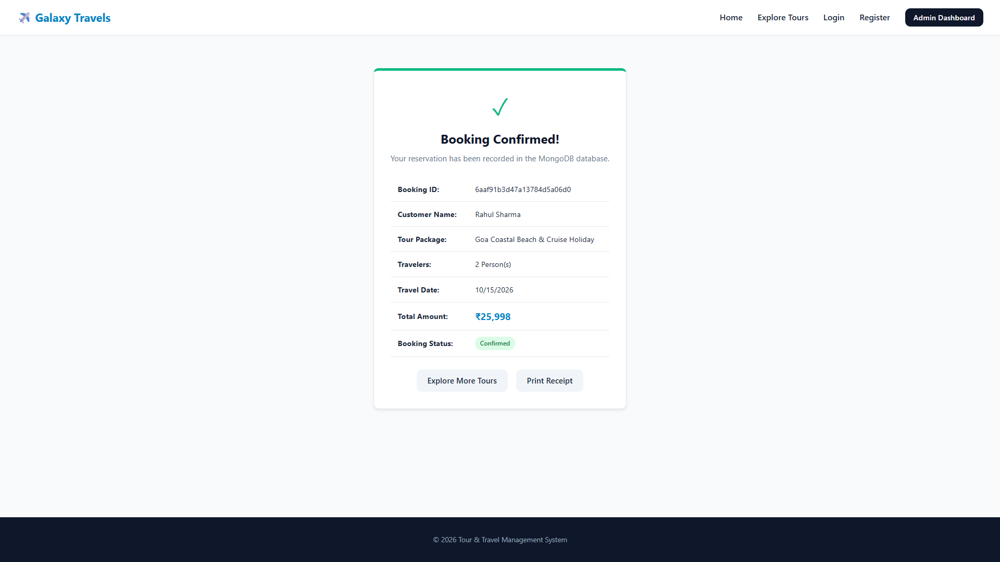 Galaxy Travels
Home
Explore Tours
Login
Register
Admin Dashboard
✓
Booking Confirmed!
Your reservation has been recorded in the MongoDB database.
Booking ID: 6aaf91b3d47a13784d5a06d0
Customer Name: Rahul Sharma
Tour Package: Goa Coastal Beach & Cruise Holiday
Travelers: 2 Person(s)
Travel Date: 10/15/2026
Total Amount: ₹25,998
Booking Status: Confirmed
Explore More Tours
Print Receipt
© 2026 Tour & Travel Management System